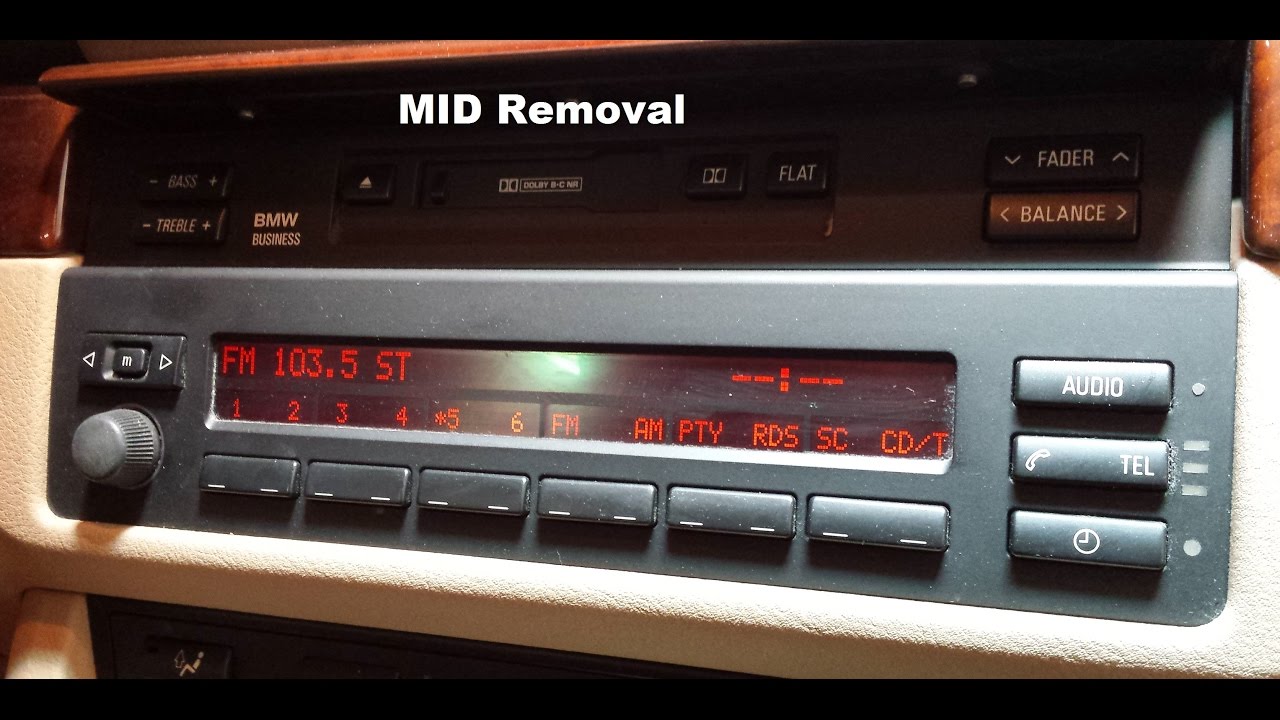 MID Removal
- BASS +
- TREBLE +
BMW
BUSINESS
DOLBY B·C NR
FLAT
FADER
< BALANCE >
m
FM 103.5 ST
--:--
1 2 3 4 *5 6 FM AM PTY RDS SC CD/T
AUDIO
TEL